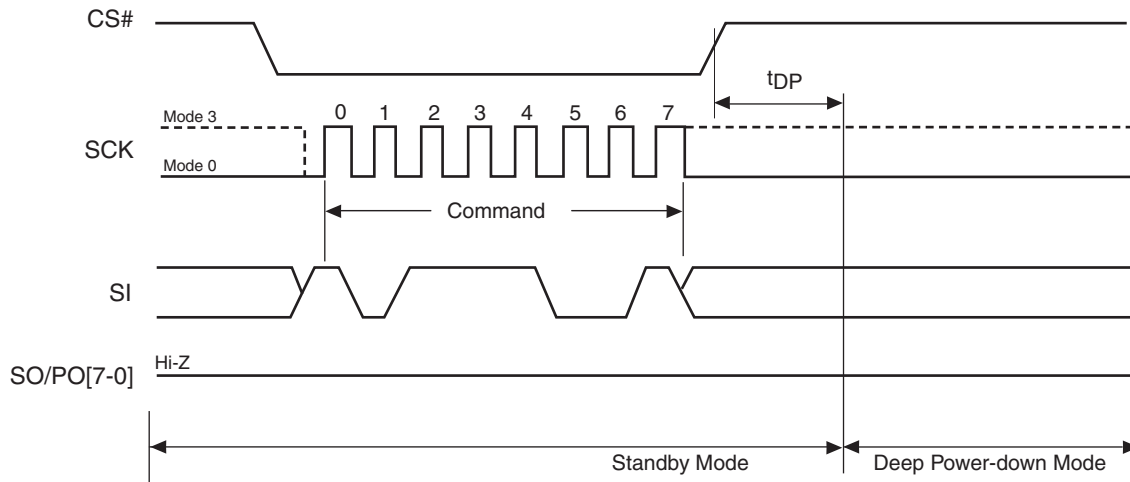 CS#
tDP
Mode 3
0 1 2 3 4 5 6 7
SCK
Mode 0
Command
SI
Hi-Z
SO/PO[7-0]
Standby Mode
Deep Power-down Mode